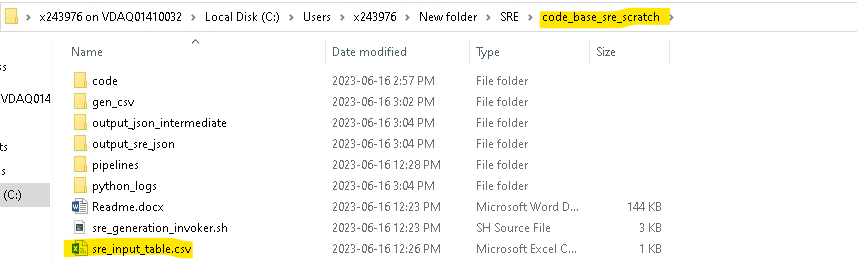 x243976 on VDAQ01410032 > Local Disk (C:) > Users > x243976 > New folder > SRE > code_base_sre_scratch >
Name Date modified Type Size
code 2023-06-16 2:57 PM File folder
gen_csv 2023-06-16 3:02 PM File folder
output_json_intermediate 2023-06-16 3:04 PM File folder
output_sre_json 2023-06-16 3:04 PM File folder
pipelines 2023-06-16 12:28 PM File folder
python_logs 2023-06-16 3:04 PM File folder
Readme.docx 2023-06-16 12:23 PM Microsoft Word D... 144 KB
sre_generation_invoker.sh 2023-06-16 12:23 PM SH Source File 3 KB
sre_input_table.csv 2023-06-16 12:26 PM Microsoft Excel C... 1 KB
ss
VDAQ014
ts
s
(C:)